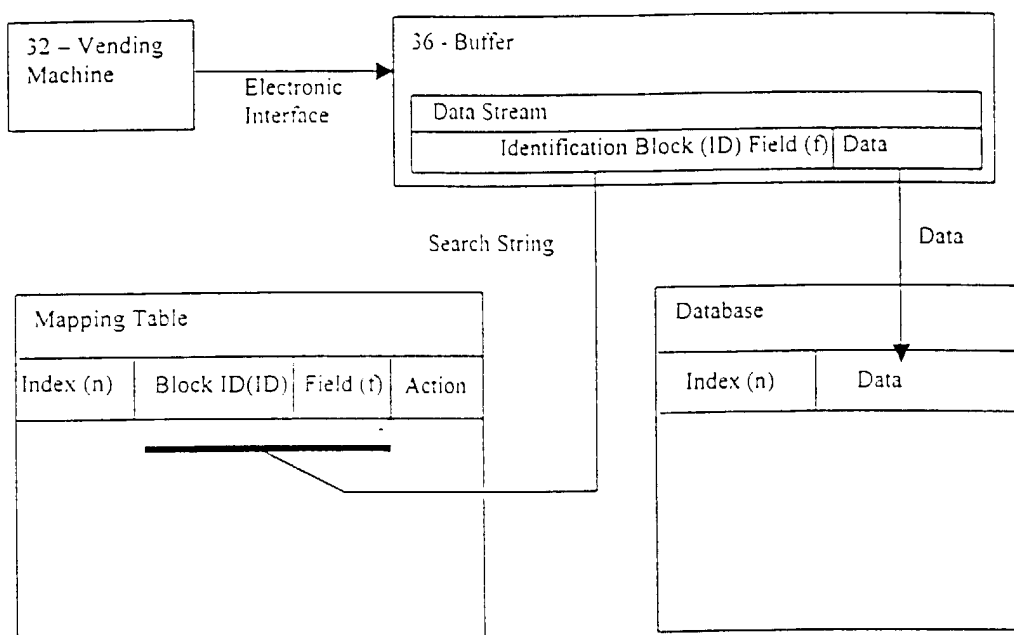 32 – Vending
Machine
Electronic
Interface
36 - Buffer
Data Stream
Identification Block (ID) Field (f) Data
Search String
Data
Mapping Table
Index (n) Block ID(ID) Field (f) Action
Database
Index (n) Data